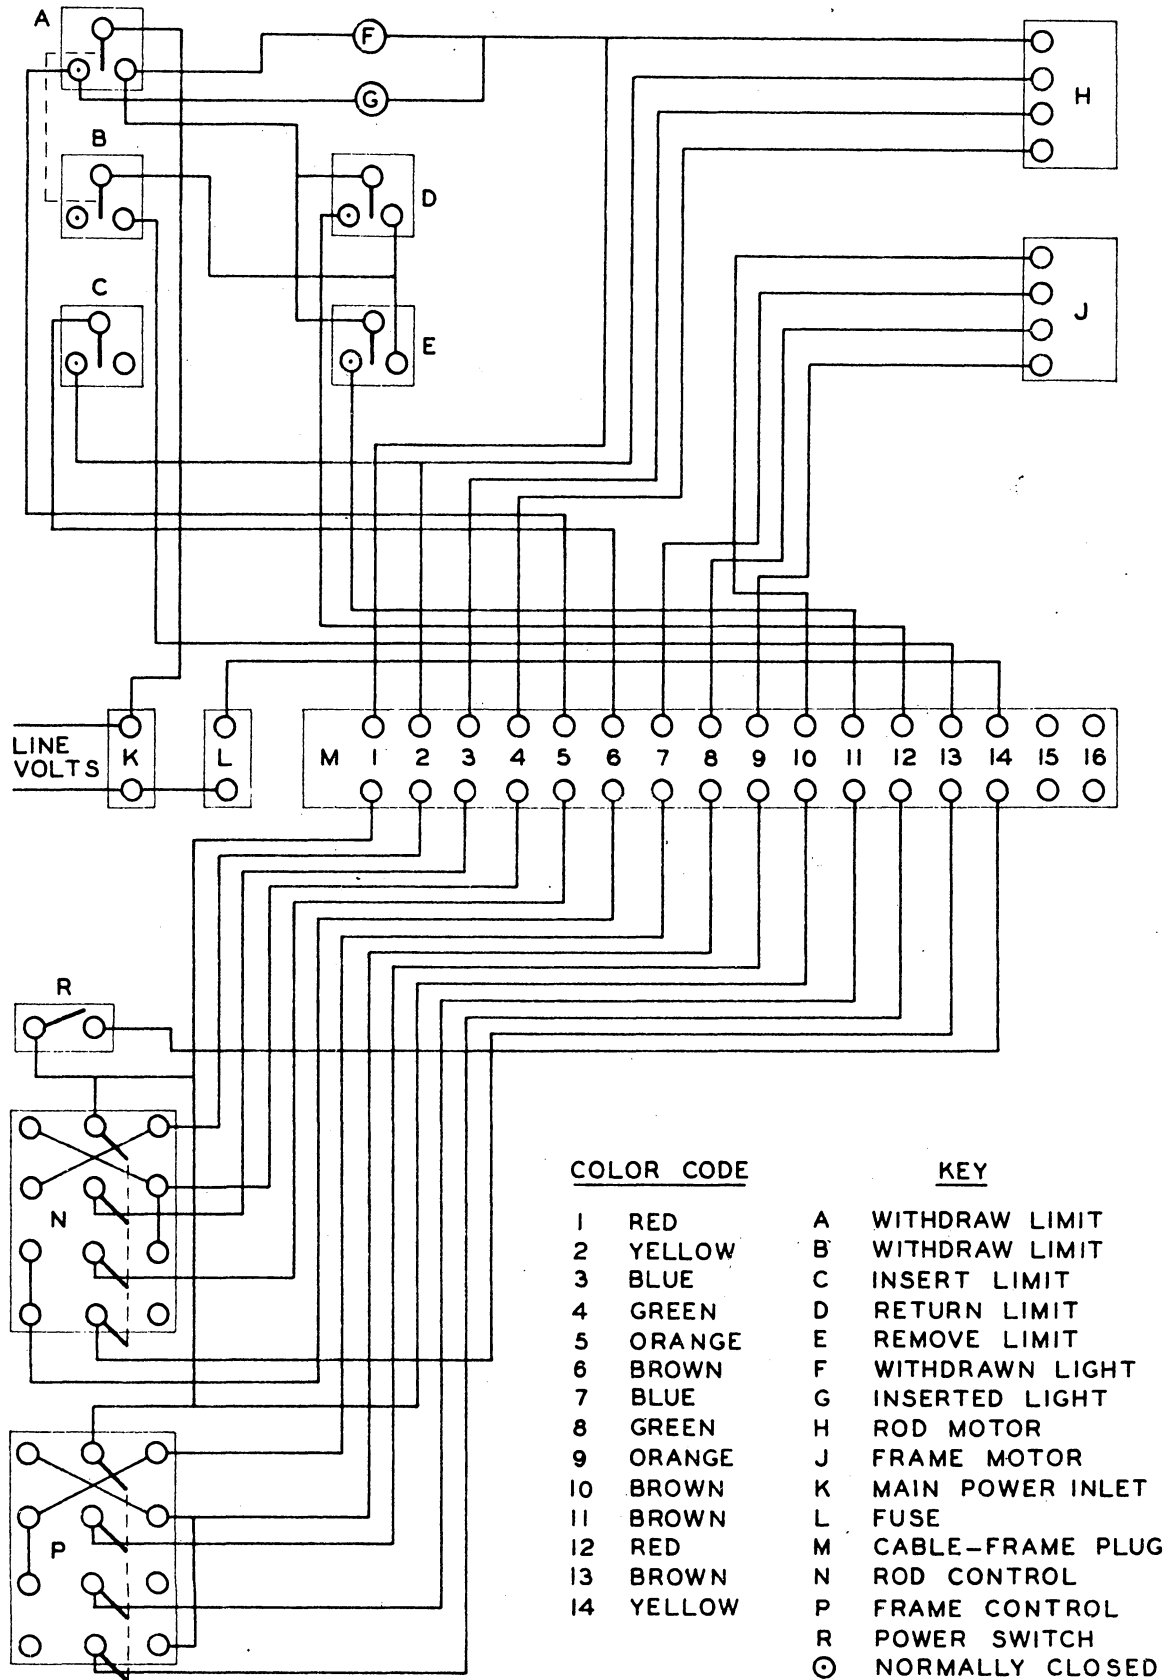 A
F
H
G
B
D
C
J
E
LINE
VOLTS
K
L
M 1 2 3 4 5 6 7 8 9 10 11 12 13 14 15 16
R
N
P
COLOR CODE
1 RED
2 YELLOW
3 BLUE
4 GREEN
5 ORANGE
6 BROWN
7 BLUE
8 GREEN
9 ORANGE
10 BROWN
11 BROWN
12 RED
13 BROWN
14 YELLOW
KEY
A WITHDRAW LIMIT
B WITHDRAW LIMIT
C INSERT LIMIT
D RETURN LIMIT
E REMOVE LIMIT
F WITHDRAWN LIGHT
G INSERTED LIGHT
H ROD MOTOR
J FRAME MOTOR
K MAIN POWER INLET
L FUSE
M CABLE-FRAME PLUG
N ROD CONTROL
P FRAME CONTROL
R POWER SWITCH
⊙ NORMALLY CLOSED